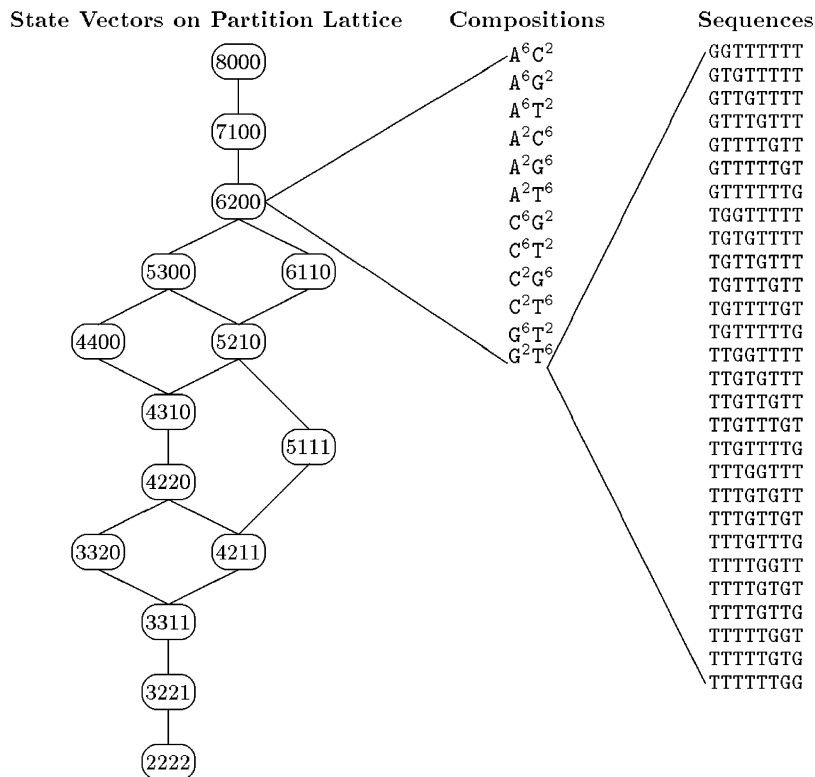 State Vectors on Partition Lattice
8000
7100
6200
5300 6110
4400 5210
4310
5111
4220
3320 4211
3311
3221
2222
Compositions
A⁶C²
A⁶G²
A⁶T²
A²C⁶
A²G⁶
A²T⁶
C⁶G²
C⁶T²
C²G⁶
C²T⁶
G⁶T²
G²T⁶
Sequences
GGTTTTTT
GTGTTTTT
GTTGTTTT
GTTTGTTT
GTTTTGTT
GTTTTTGT
GTTTTTTG
TGGTTTTT
TGTGTTTT
TGTTGTTT
TGTTTGTT
TGTTTTGT
TGTTTTTG
TTGGTTTT
TTGTGTTT
TTGTTGTT
TTGTTTGT
TTGTTTTG
TTTGGTTT
TTTGTGTT
TTTGTTGT
TTTGTTTG
TTTTGGTT
TTTTGTGT
TTTTGTTG
TTTTTGGT
TTTTTGTG
TTTTTTGG